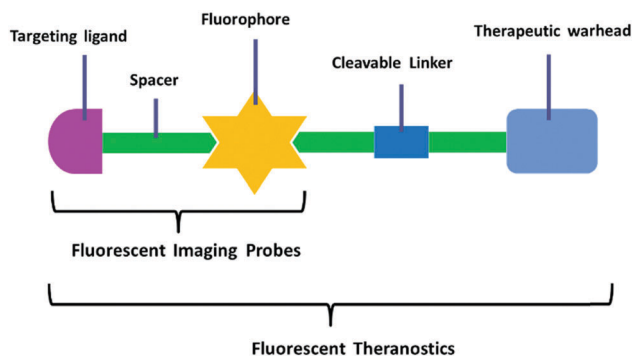 Fluorophore
Targeting ligand
Therapeutic warhead
Cleavable Linker
Spacer
Fluorescent Imaging Probes
Fluorescent Theranostics